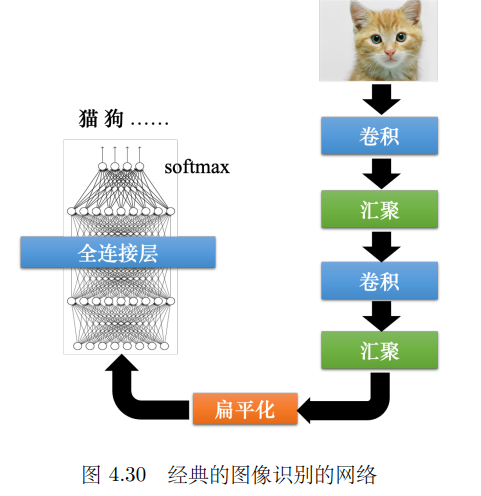 卷积
汇聚
卷积
汇聚
扁平化
全连接层
softmax
猫 狗 ……
图 4.30 经典的图像识别的网络